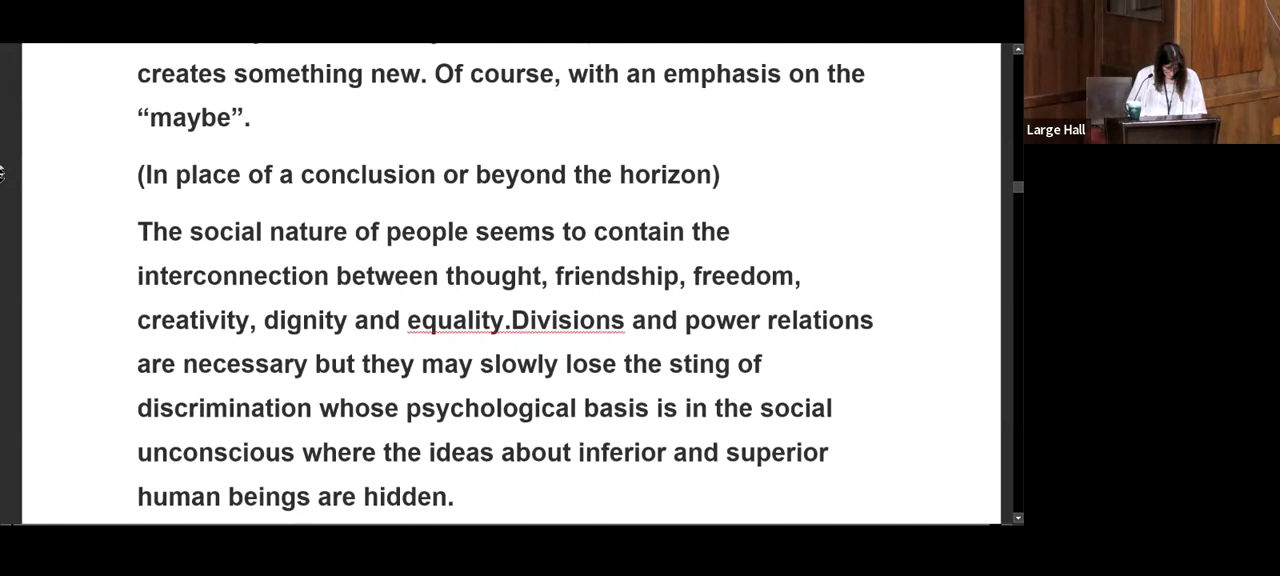 creates something new. Of course, with an emphasis on the
“maybe”.
(In place of a conclusion or beyond the horizon)
The social nature of people seems to contain the
interconnection between thought, friendship, freedom,
creativity, dignity and equality.Divisions and power relations
are necessary but they may slowly lose the sting of
discrimination whose psychological basis is in the social
unconscious where the ideas about inferior and superior
human beings are hidden.
Large Hall